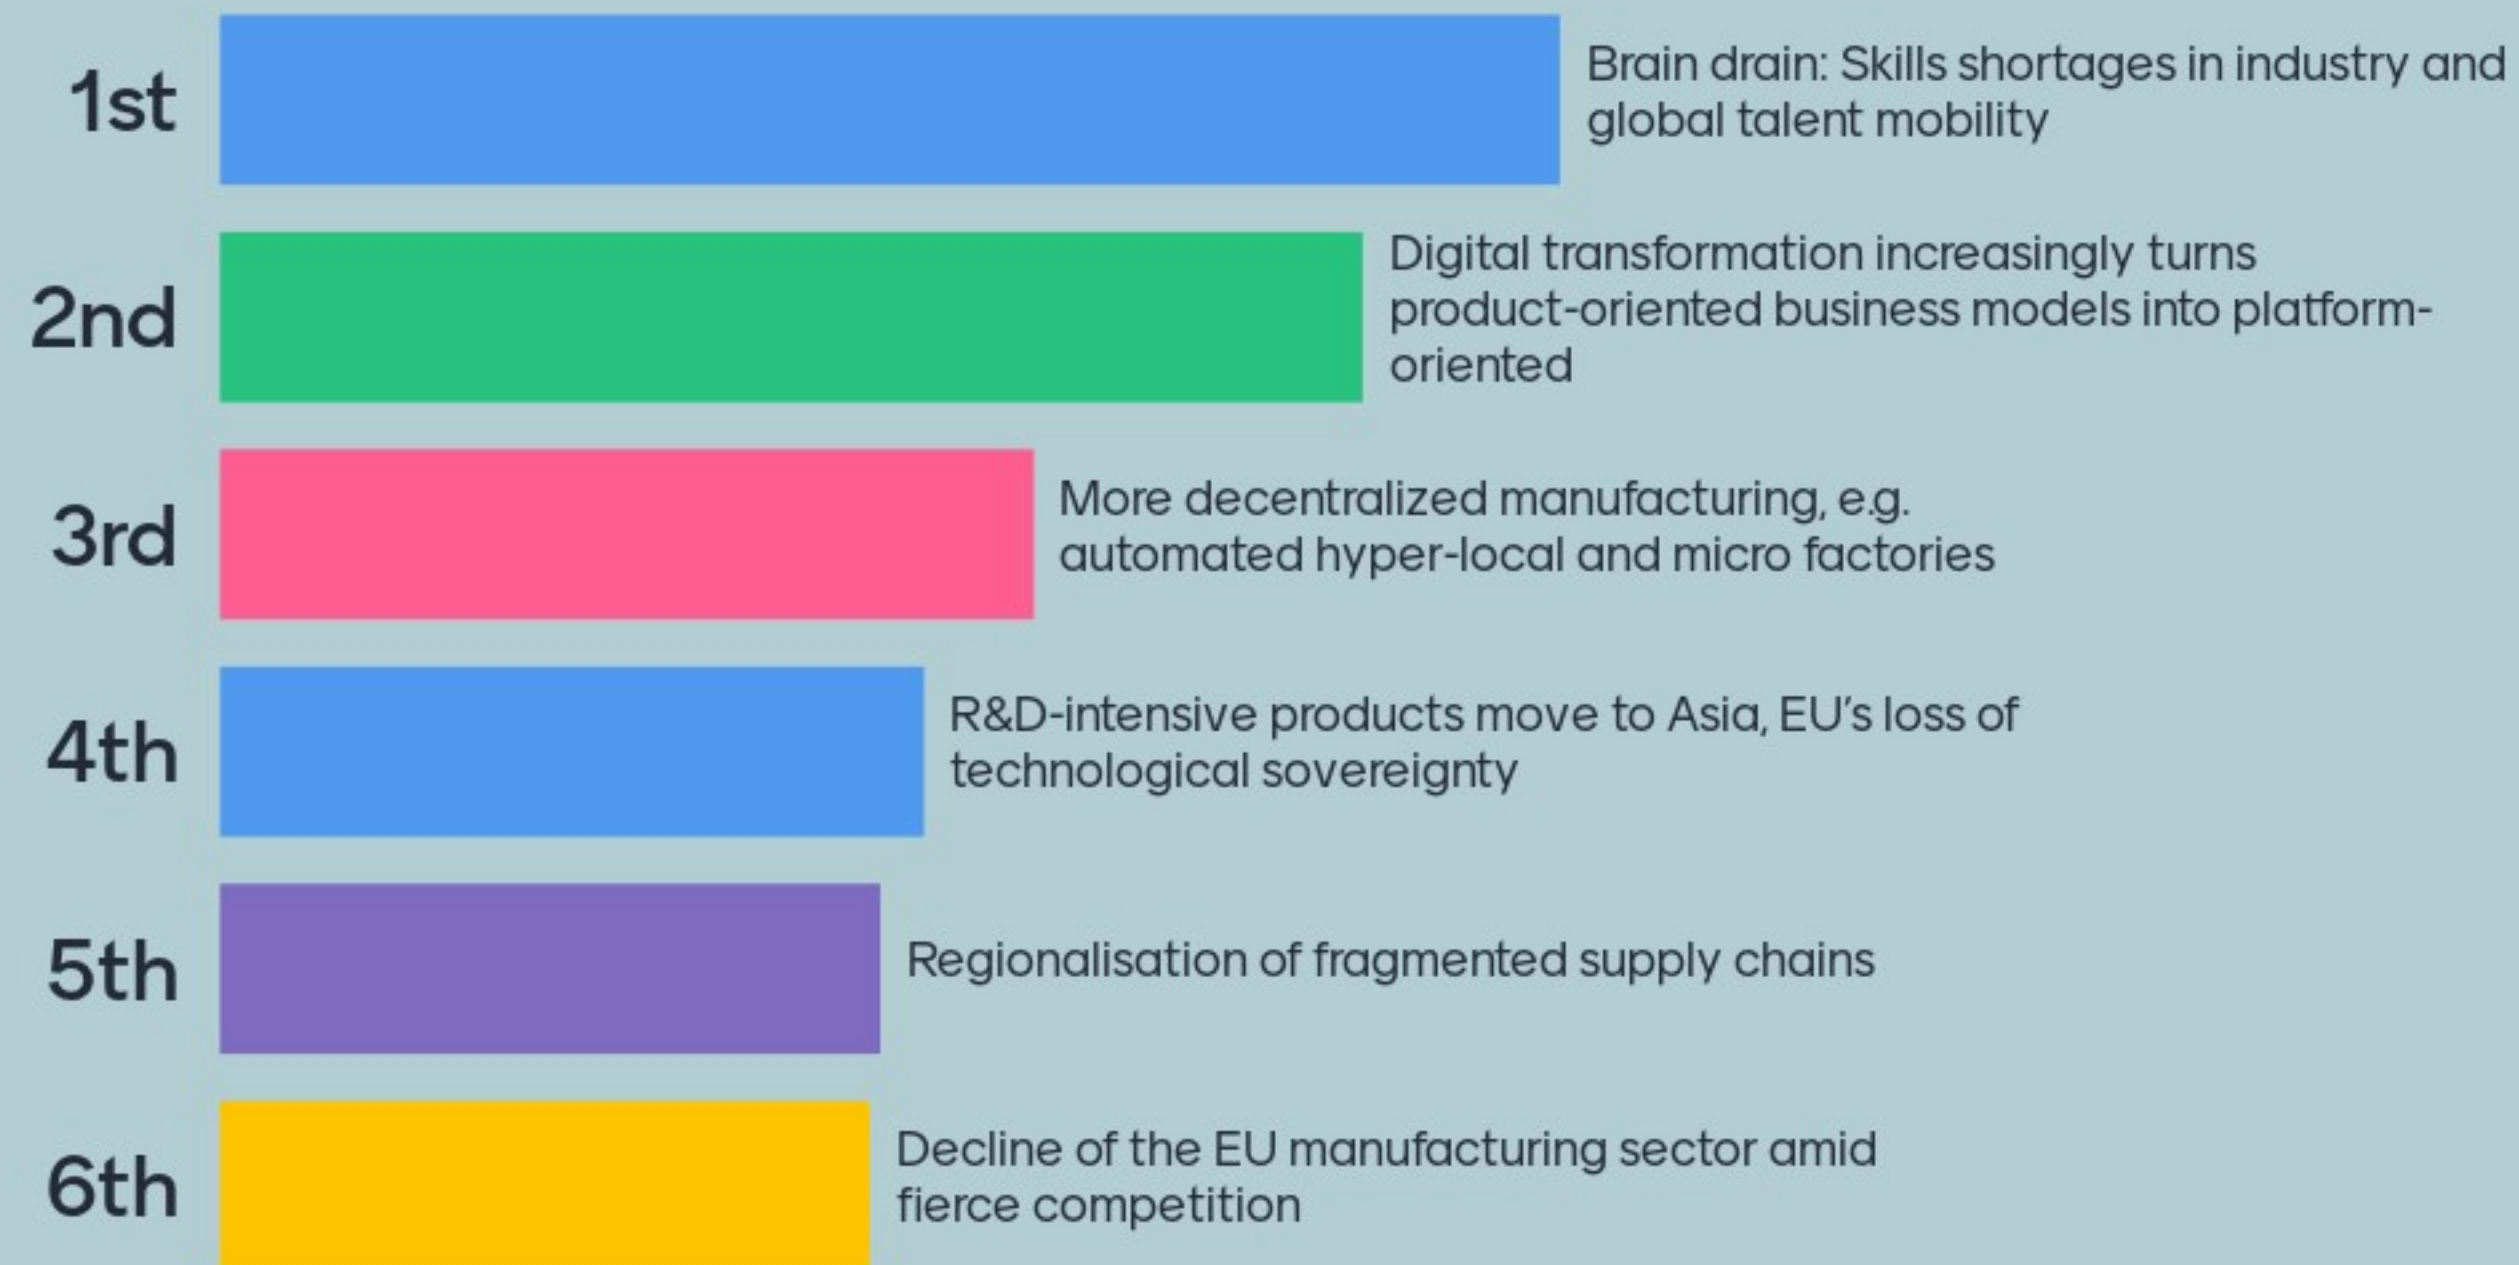 1st
Brain drain: Skills shortages in industry and
global talent mobility
2nd
Digital transformation increasingly turns
product-oriented business models into platform-
oriented
3rd
More decentralized manufacturing, e.g.
automated hyper-local and micro factories
4th
R&D-intensive products move to Asia, EU’s loss of
technological sovereignty
5th
Regionalisation of fragmented supply chains
6th
Decline of the EU manufacturing sector amid
fierce competition